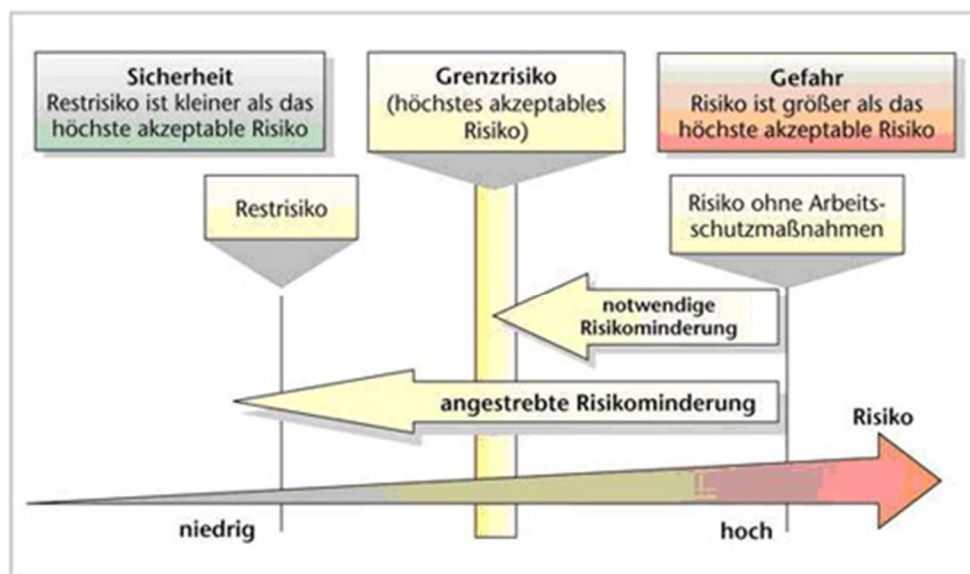 Sicherheit
Restrisiko ist kleiner als das
höchste akzeptable Risiko
Grenzrisiko
(höchstes akzeptables
Risiko)
Gefahr
Risiko ist größer als das
höchste akzeptable Risiko
Restrisiko
Risiko ohne Arbeits-
schutzmaßnahmen
notwendige
Risikominderung
angestrebte Risikominderung
Risiko
niedrig
hoch